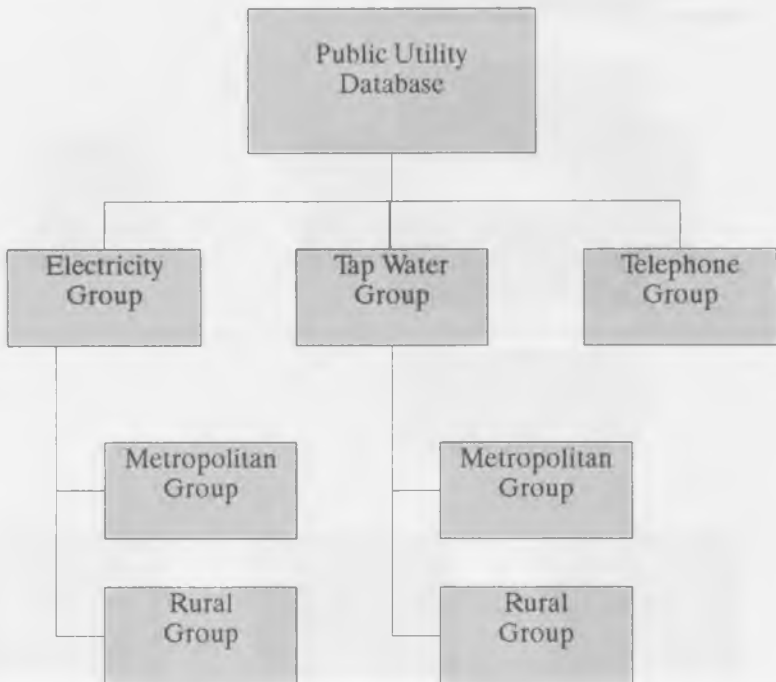 Public Utility
Database
Electricity
Group
Tap Water
Group
Telephone
Group
Metropolitan
Group
Metropolitan
Group
Rural
Group
Rural
Group